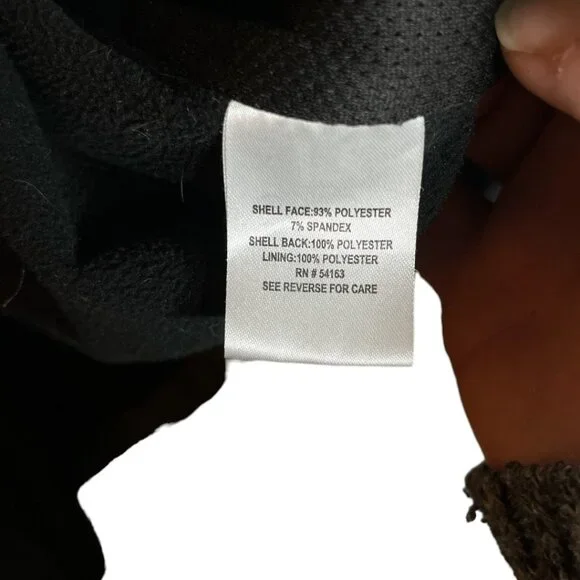 SHELL FACE:93% POLYESTER
7% SPANDEX
SHELL BACK:100% POLYESTER
LINING:100% POLYESTER
RN # 54163
SEE REVERSE FOR CARE